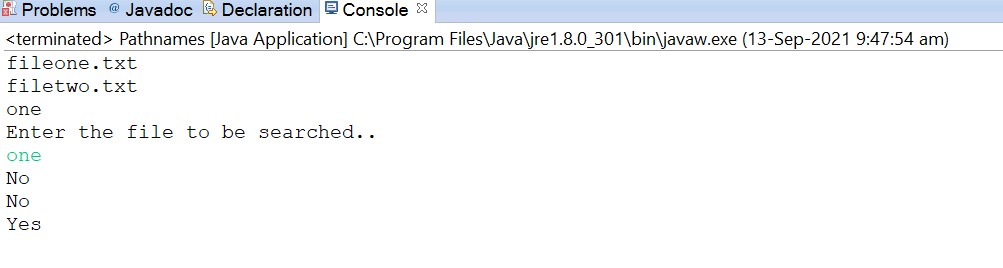 Problems @ Javadoc Declaration Console
<terminated> Pathnames [Java Application] C:\Program Files\Java\jre1.8.0_301\bin\javaw.exe (13-Sep-2021 9:47:54 am)
fileone.txt
filetwo.txt
one
Enter the file to be searched..
one
No
No
Yes